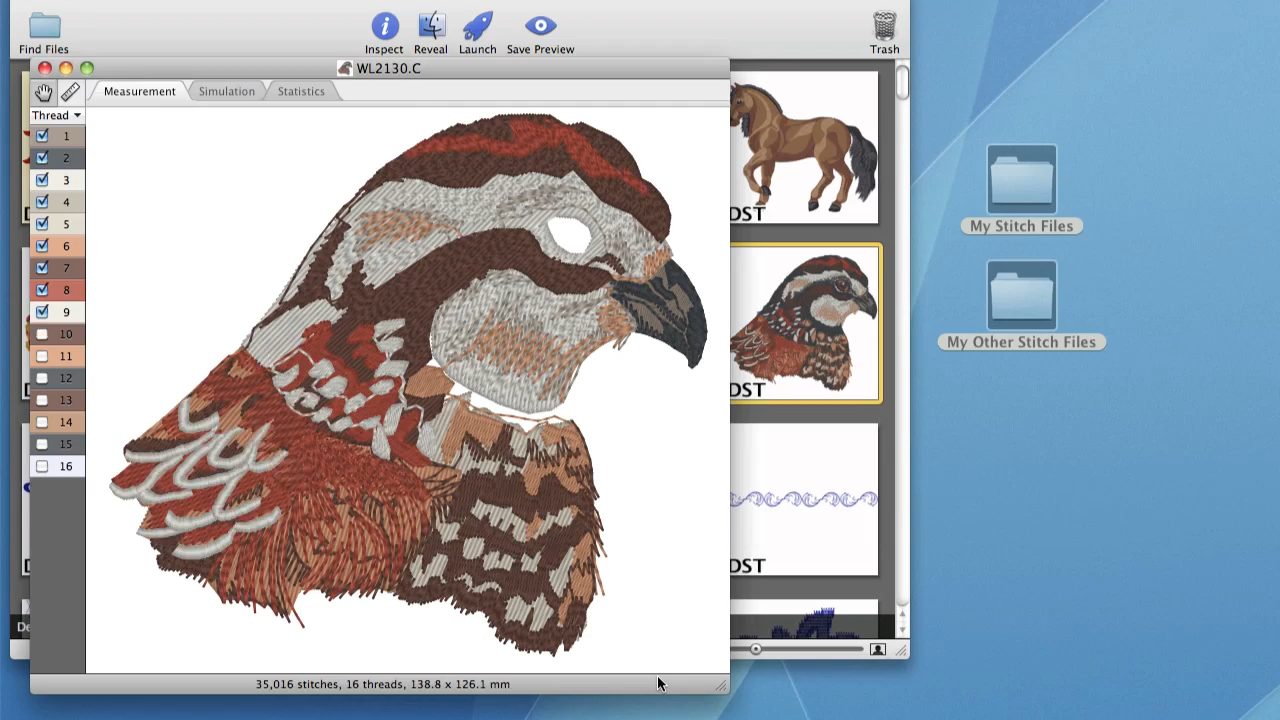 Find Files
Inspect
Reveal
Launch
Save Preview
Trash
WL2130.C
Measurement
Simulation
Statistics
Thread
1
2
3
4
5
6
7
8
9
10
11
12
13
14
15
16
DST
DST
DST
My Stitch Files
My Other Stitch Files
De
35,016 stitches, 16 threads, 138.8 x 126.1 mm